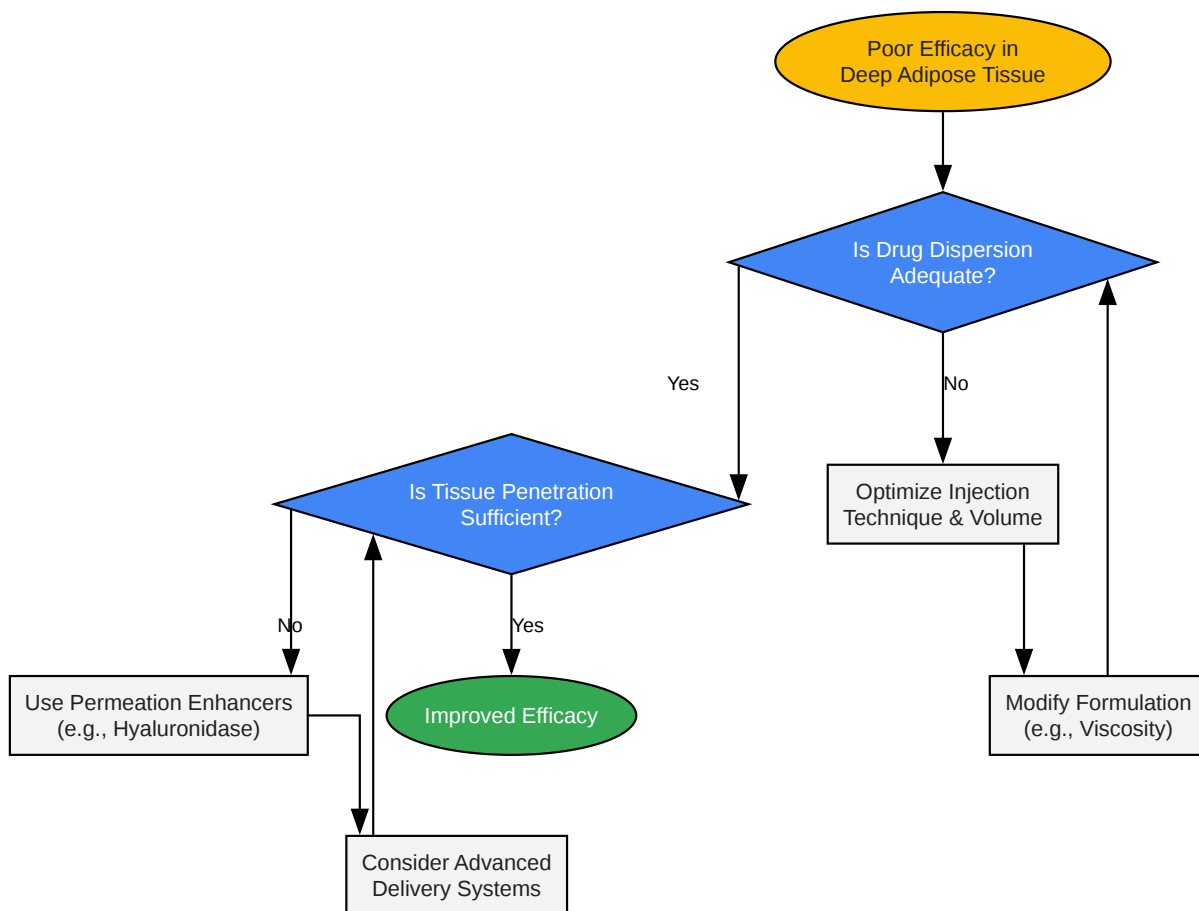 Poor Efficacy in
Deep Adipose Tissue
Is Drug Dispersion
Adequate?
Yes
No
Is Tissue Penetration
Sufficient?
Optimize Injection
Technique & Volume
No
Yes
Use Permeation Enhancers
(e.g., Hyaluronidase)
Improved Efficacy
Modify Formulation
(e.g., Viscosity)
Consider Advanced
Delivery Systems